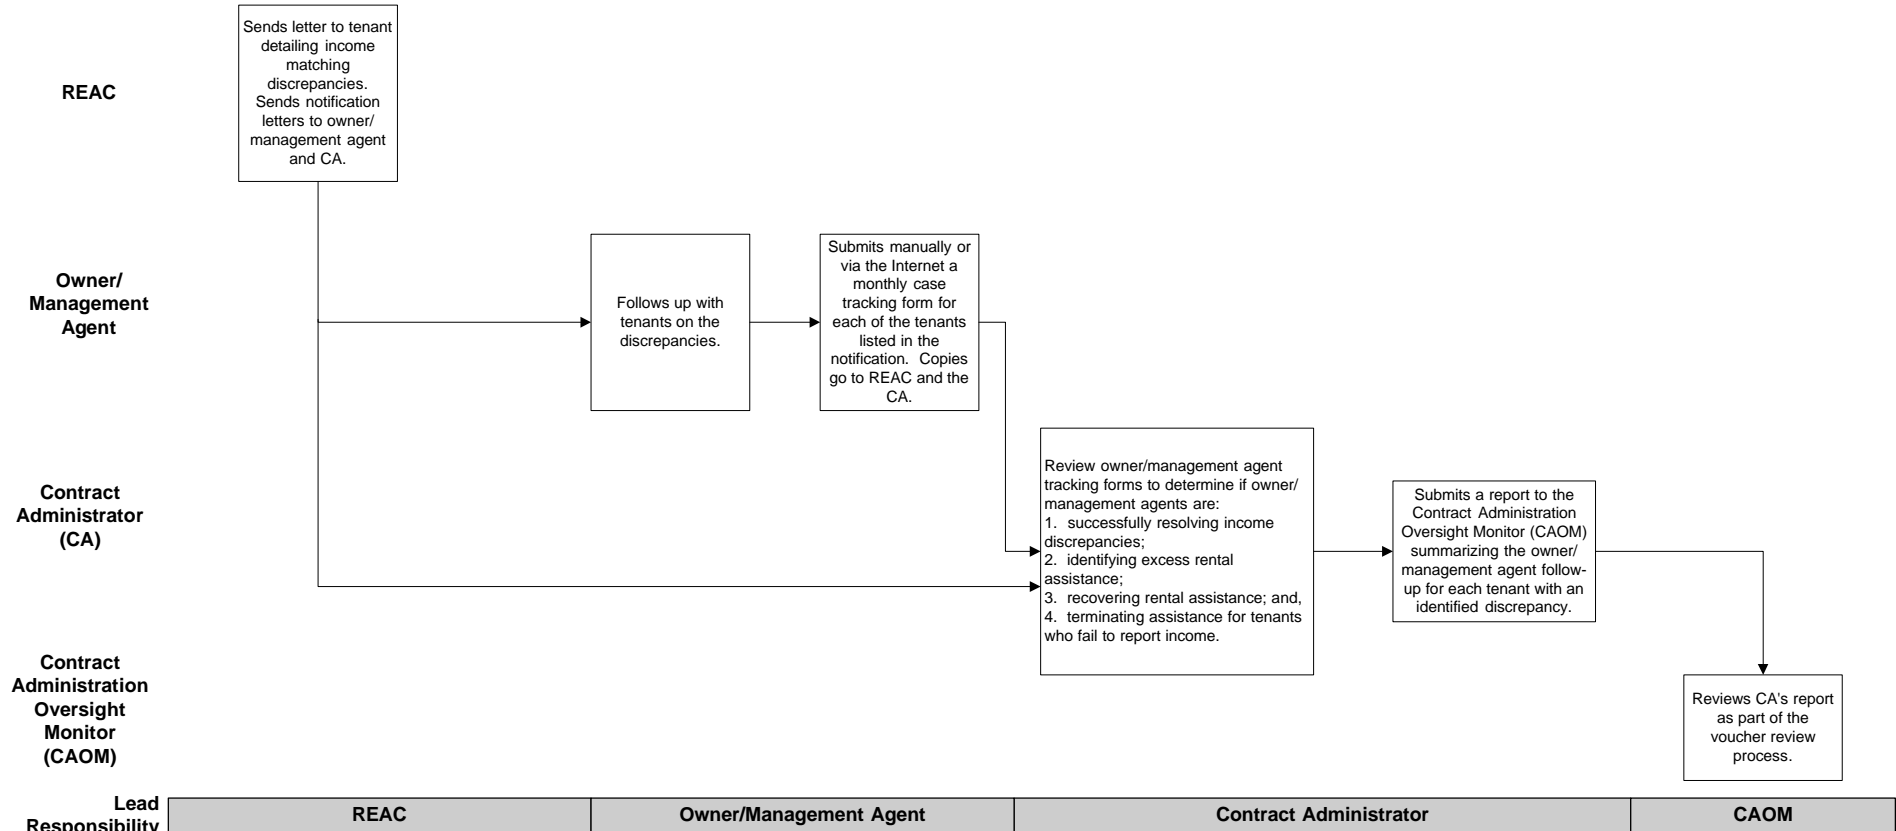 REAC
Sends letter to tenant
detailing income
matching
discrepancies.
Sends notification
letters to owner/
management agent
and CA.
Owner/
Management
Agent
Follows up with
tenants on the
discrepancies.
Submits manually or
via the Internet a
monthly case
tracking form for
each of the tenants
listed in the
notification. Copies
go to REAC and the
CA.
Contract
Administrator
(CA)
Review owner/management agent
tracking forms to determine if owner/
management agents are:
1. successfully resolving income
discrepancies;
2. identifying excess rental
assistance;
3. recovering rental assistance; and,
4. terminating assistance for tenants
who fail to report income.
Submits a report to the
Contract Administration
Oversight Monitor (CAOM)
summarizing the owner/
management agent follow-
up for each tenant with an
identified discrepancy.
Contract
Administration
Oversight
Monitor
(CAOM)
Reviews CA's report
as part of the
voucher review
process.
Lead
Responsibility
REAC
Owner/Management Agent
Contract Administrator
CAOM